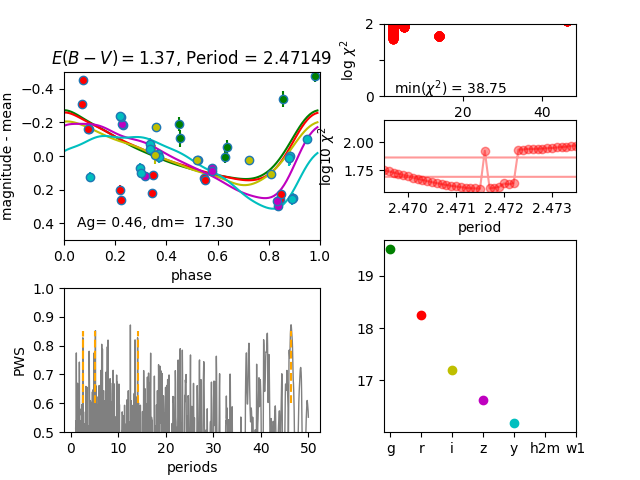 E(B − V) = 1.37, Period = 2.47149
magnitude - mean
−0.4
−0.2
0.0
0.2
0.4
Ag= 0.46, dm=  17.30
0.0 0.2 0.4 0.6 0.8 1.0
phase
log χ²
2
0
min(χ²) = 38.75
20 40
log10 χ²
2.00
1.75
2.470 2.471 2.472 2.473
period
PWS
1.0
0.9
0.8
0.7
0.6
0.5
0 10 20 30 40 50
periods
19
18
17
g r i z y h2m w1